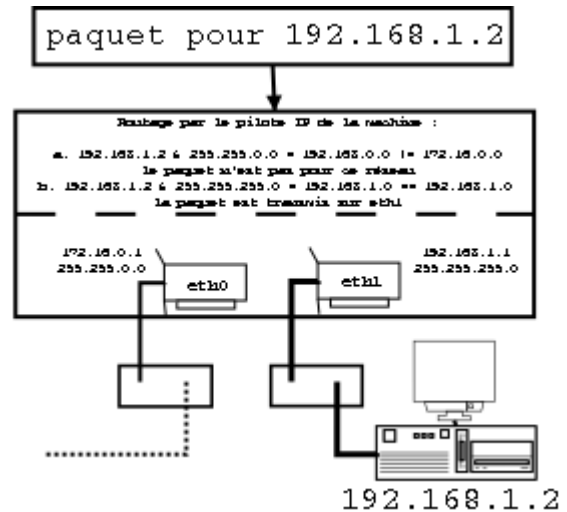 paquet pour 192.168.1.2
Routage par le pilote IP de la machine :
a. 192.168.1.2 & 255.255.0.0 = 192.168.0.0 != 172.16.0.0
le paquet n'est pas pour ce réseau
b. 192.168.1.2 & 255.255.255.0 = 192.168.1.0 == 192.168.1.0
le paquet est transmis sur eth1
172.16.0.1
255.255.0.0
eth0
eth1
192.168.1.1
255.255.255.0
192.168.1.2